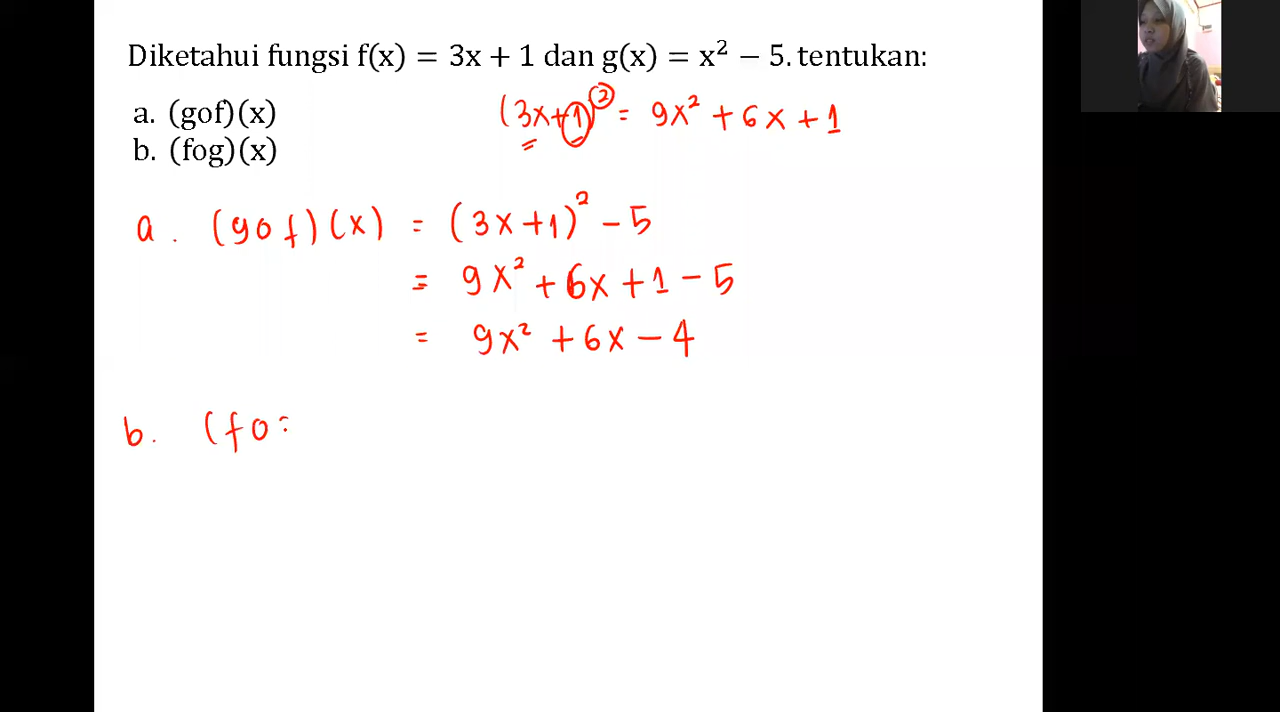 Diketahui fungsi f(x) = 3x + 1 dan g(x) = x² − 5. tentukan:
a. (gof)(x)
(3x+1)² = 9x² + 6x + 1
b. (fog)(x)
a. (gof)(x) = (3x+1)² − 5
= 9x² + 6x + 1 − 5
= 9x² + 6x − 4
b. (fo